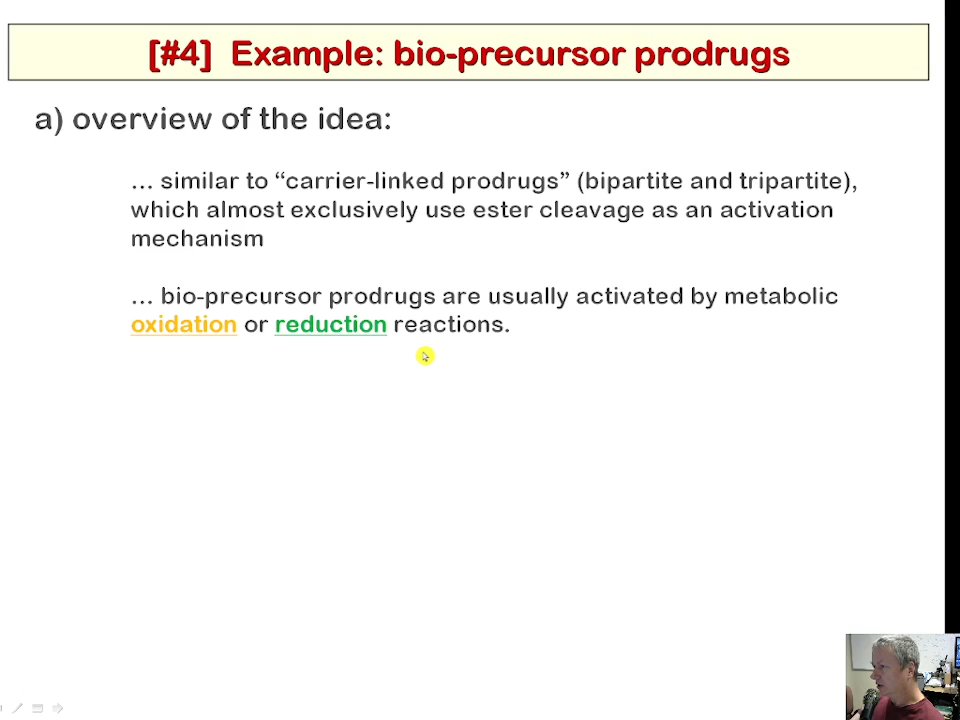 [#4]  Example: bio-precursor prodrugs
a) overview of the idea:
... similar to “carrier-linked prodrugs” (bipartite and tripartite),
which almost exclusively use ester cleavage as an activation
mechanism
... bio-precursor prodrugs are usually activated by metabolic
oxidation or reduction reactions.